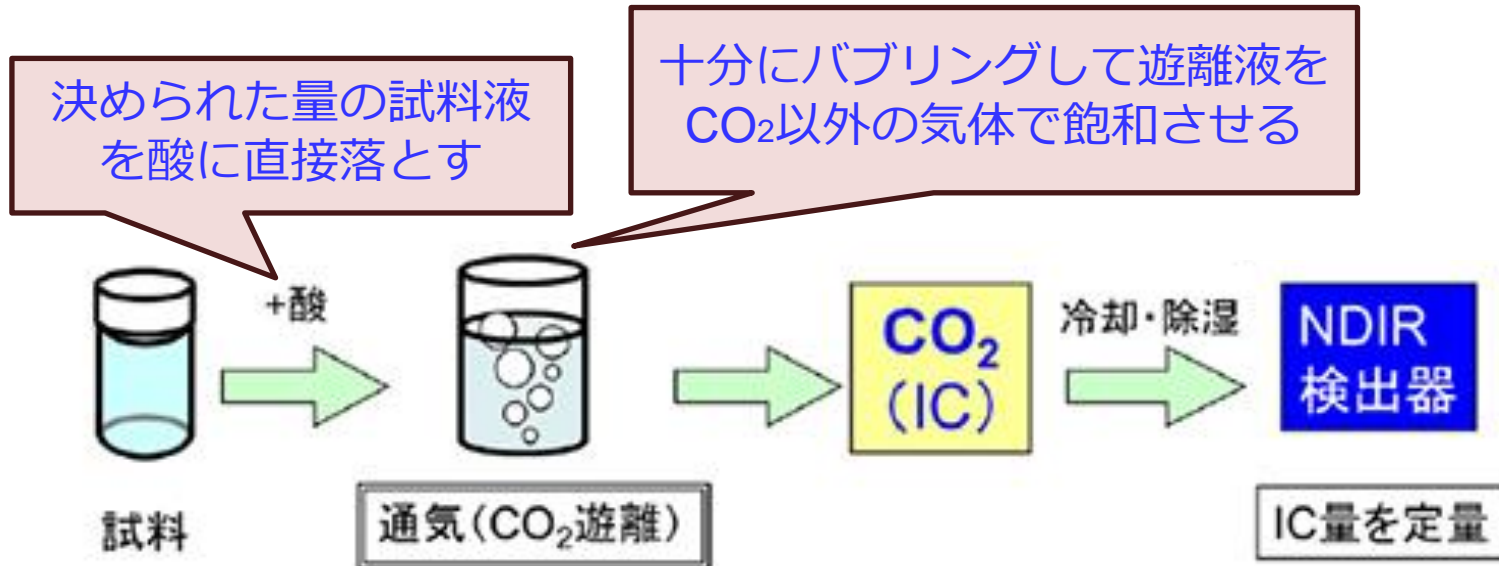 決められた量の試料液
を酸に直接落とす
十分にバブリングして遊離液を
CO₂以外の気体で飽和させる
+酸
CO₂
(IC)
冷却・除湿
NDIR
検出器
試料
通気(CO₂遊離)
IC量を定量